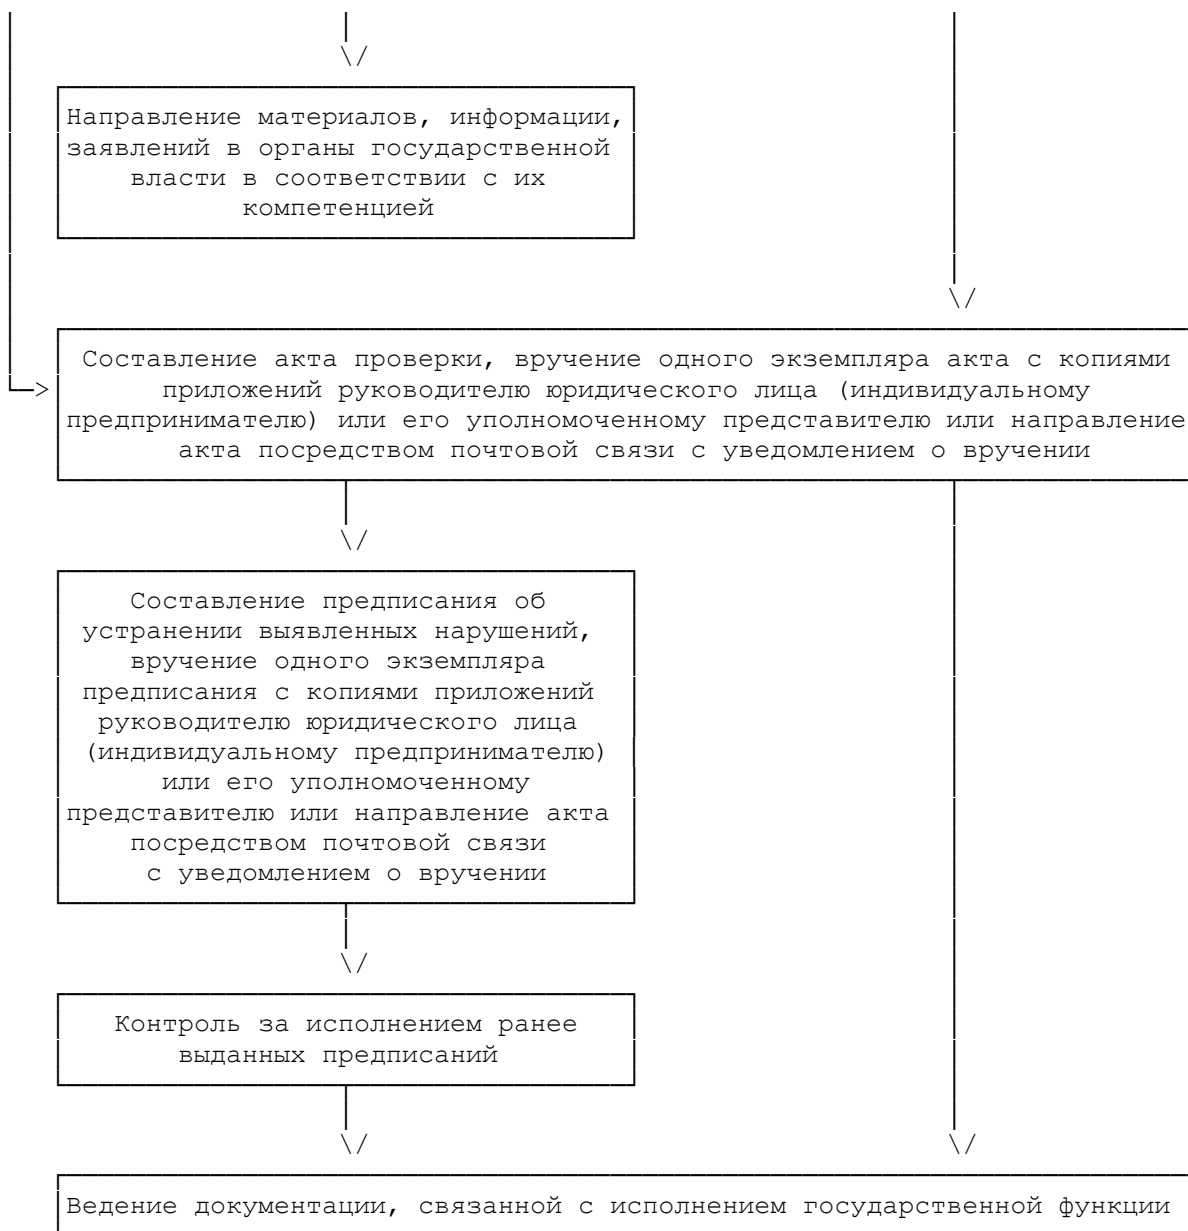 Направление материалов, информации,
заявлений в органы государственной
власти в соответствии с их
компетенцией
Составление акта проверки, вручение одного экземпляра акта с копиями
приложений руководителю юридического лица (индивидуальному
предпринимателю) или его уполномоченному представителю или направление
акта посредством почтовой связи с уведомлением о вручении
Составление предписания об
устранении выявленных нарушений,
вручение одного экземпляра
предписания с копиями приложений
руководителю юридического лица
(индивидуальному предпринимателю)
или его уполномоченному
представителю или направление акта
посредством почтовой связи
с уведомлением о вручении
Контроль за исполнением ранее
выданных предписаний
Ведение документации, связанной с исполнением государственной функции